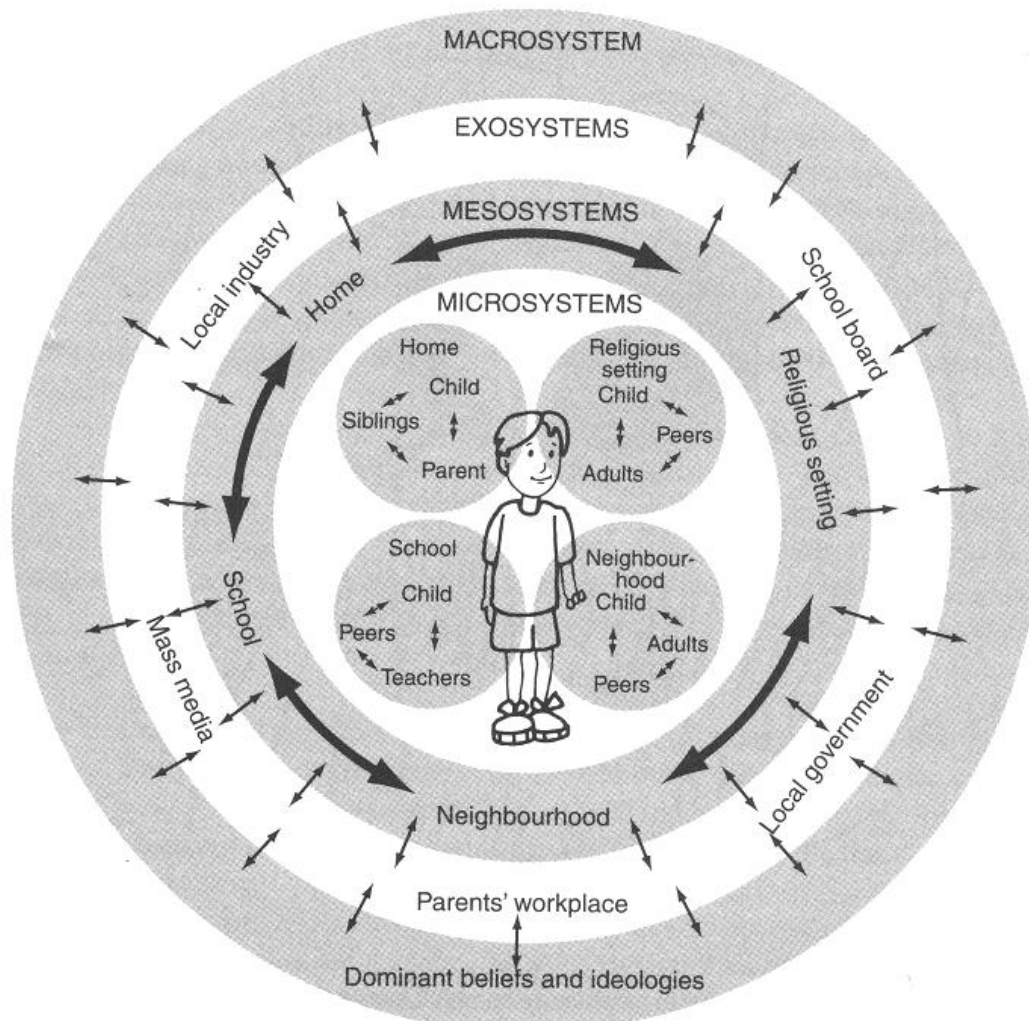 MACROSYSTEM
EXOSYSTEMS
MESOSYSTEMS
MICROSYSTEMS
Local industry
Home
School board
Religious setting
School
Mass media
Neighbourhood
Local government
Parents' workplace
Dominant beliefs and ideologies
Home
Child
Siblings
Parent
Religious
setting
Child
Peers
Adults
School
Child
Peers
Teachers
Neighbour-
hood
Child
Adults
Peers